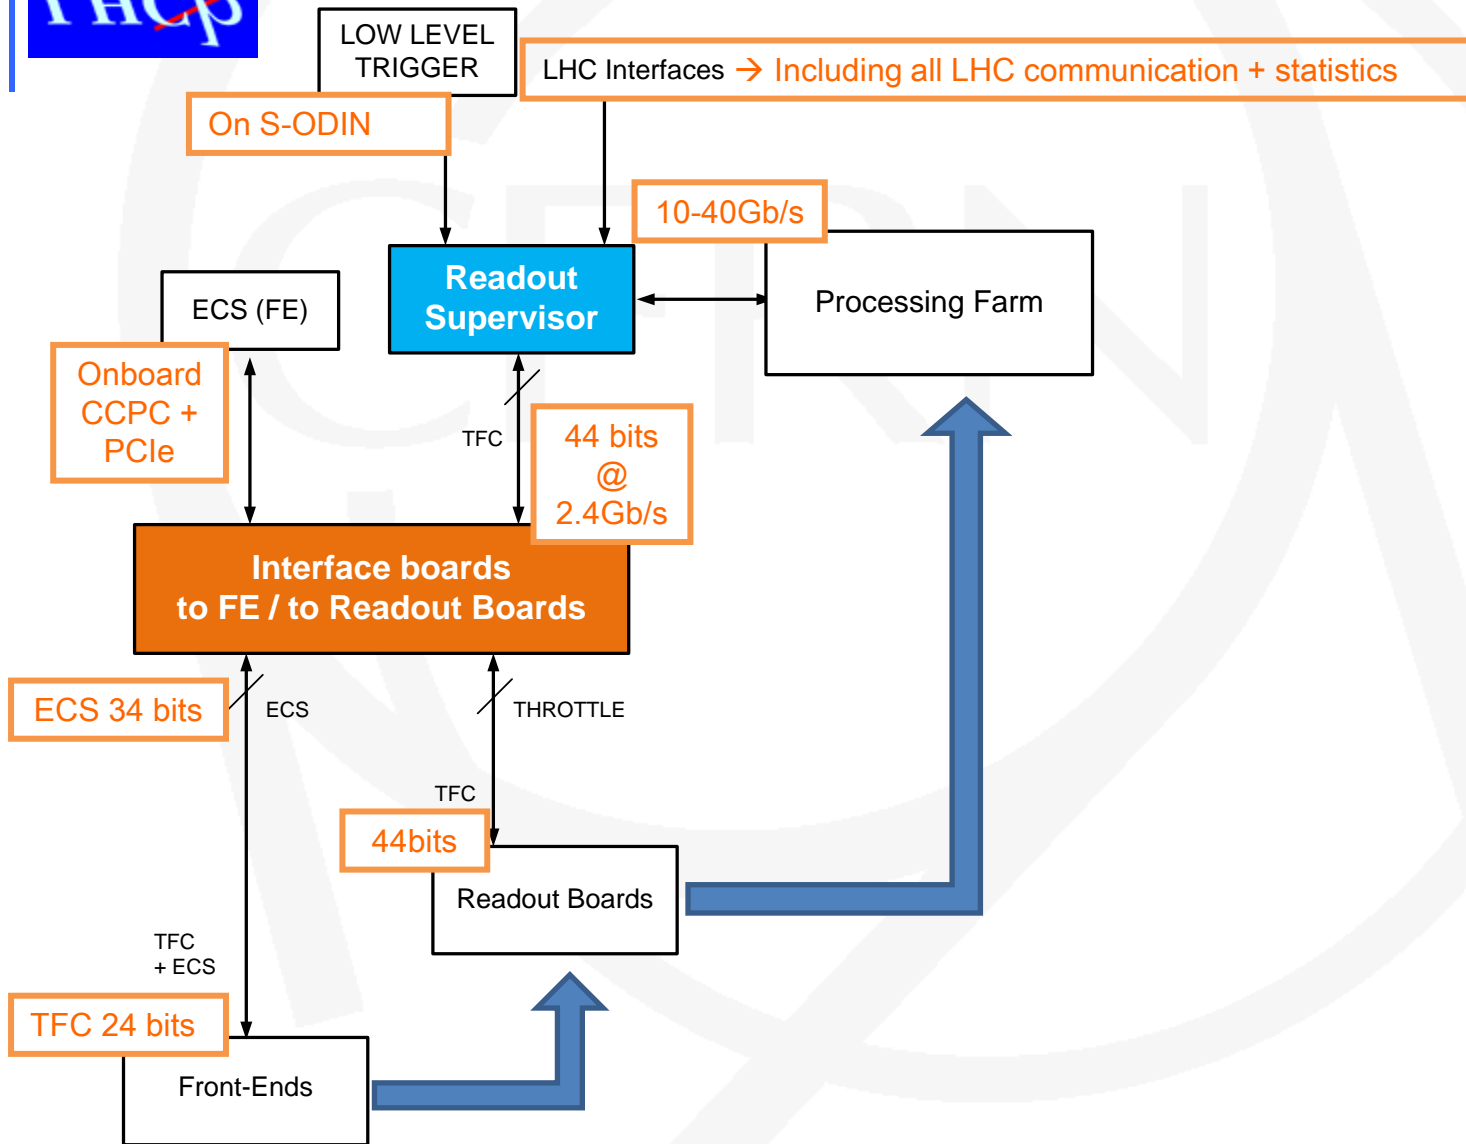 LHCb
LOW LEVEL
TRIGGER
LHC Interfaces → Including all LHC communication + statistics
On S-ODIN
10-40Gb/s
Readout
Supervisor
Processing Farm
ECS (FE)
Onboard
CCPC +
PCIe
TFC
44 bits
@
2.4Gb/s
Interface boards
to FE / to Readout Boards
ECS 34 bits
ECS
THROTTLE
TFC
44bits
Readout Boards
TFC
+ ECS
TFC 24 bits
Front-Ends
CERN